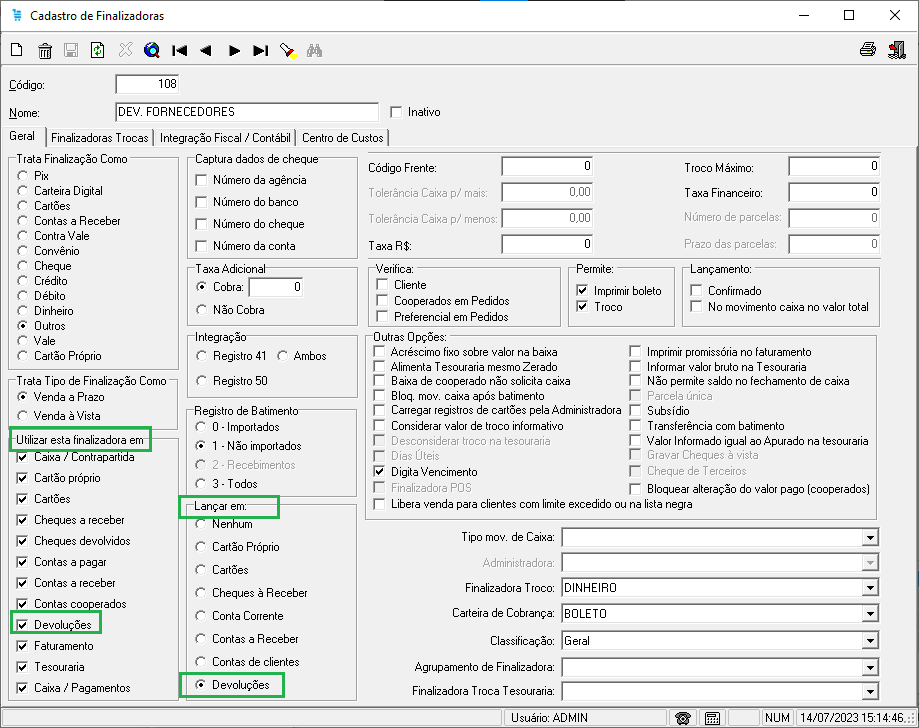 Cadastro de Finalizadoras
Código: 108
Nome: DEV. FORNECEDORES Inativo
Geral Finalizadoras Trocas Integração Fiscal / Contábil Centro de Custos
Trata Finalização Como
Pix
Carteira Digital
Cartões
Contas a Receber
Contra Vale
Convênio
Cheque
Crédito
Débito
Dinheiro
Outros
Vale
Cartão Próprio
Trata Tipo de Finalização Como
Venda a Prazo
Venda à Vista
Utilizar esta finalizadora em
Caixa / Contrapartida
Cartão próprio
Cartões
Cheques a receber
Cheques devolvidos
Contas a pagar
Contas a receber
Contas cooperados
Devoluções
Faturamento
Tesouraria
Caixa / Pagamentos
Captura dados de cheque
Número da agência
Número do banco
Número do cheque
Número da conta
Taxa Adicional
Cobra: 0
Não Cobra
Integração
Registro 41 Ambos
Registro 50
Registro de Batimento
0 - Importados
1 - Não importados
2 - Recebimentos
3 - Todos
Lançar em:
Nenhum
Cartão Próprio
Cartões
Cheques à Receber
Conta Corrente
Contas a Receber
Contas de clientes
Devoluções
Código Frente: 0
Tolerância Caixa p/ mais: 0,00
Tolerância Caixa p/ menos: 0,00
Taxa R$: 0
Troco Máximo: 0
Taxa Financeiro: 0
Número de parcelas: 0
Prazo das parcelas: 0
Verifica:
Cliente
Cooperados em Pedidos
Preferencial em Pedidos
Permite:
Imprimir boleto
Troco
Lançamento:
Confirmado
No movimento caixa no valor total
Outras Opções:
Acréscimo fixo sobre valor na baixa
Alimenta Tesouraria mesmo Zerado
Baixa de cooperado não solicita caixa
Bloq. mov. caixa após batimento
Carregar registros de cartões pela Administradora
Considerar valor de troco informativo
Desconsiderar troco na tesouraria
Dias Úteis
Digita Vencimento
Finalizadora POS
Libera venda para clientes com limite excedido ou na lista negra
Imprimir promissória no faturamento
Informar valor bruto na Tesouraria
Não permite saldo no fechamento de caixa
Parcela única
Subsídio
Transferência com batimento
Valor Informado igual ao Apurado na tesouraria
Gravar Cheques à vista
Cheque de Terceiros
Bloquear alteração do valor pago (cooperados)
Tipo mov. de Caixa:
Administradora:
Finalizadora Troco: DINHEIRO
Carteira de Cobrança: BOLETO
Classificação: Geral
Agrupamento de Finalizadora:
Finalizadora Troca Tesouraria:
Usuário: ADMIN NUM 14/07/2023 15:14:46